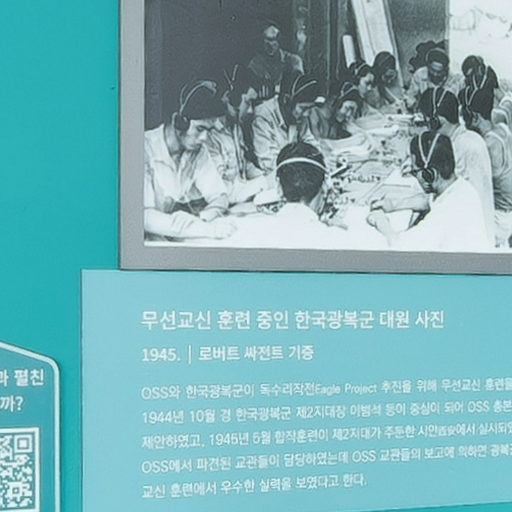 무선교신 훈련 중인 한국광복군 대원 사진
1945. | 로버트 싸전트 기증
OSS와 한국광복군이 독수리작전Eagle Project 추진을 위해 무선교신 훈련을
1944년 10월 경 한국광복군 제2지대장 이범석 등이 중심이 되어 OSS 총본
제안하였고, 1945년 5월 합작훈련이 제2지대가 주둔한 시안西安에서 실시되었
OSS에서 파견된 교관들이 담당하였는데 OSS 교관들의 보고에 의하면 광복군
교신 훈련에서 우수한 실력을 보였다고 한다.
과 펼친
까?